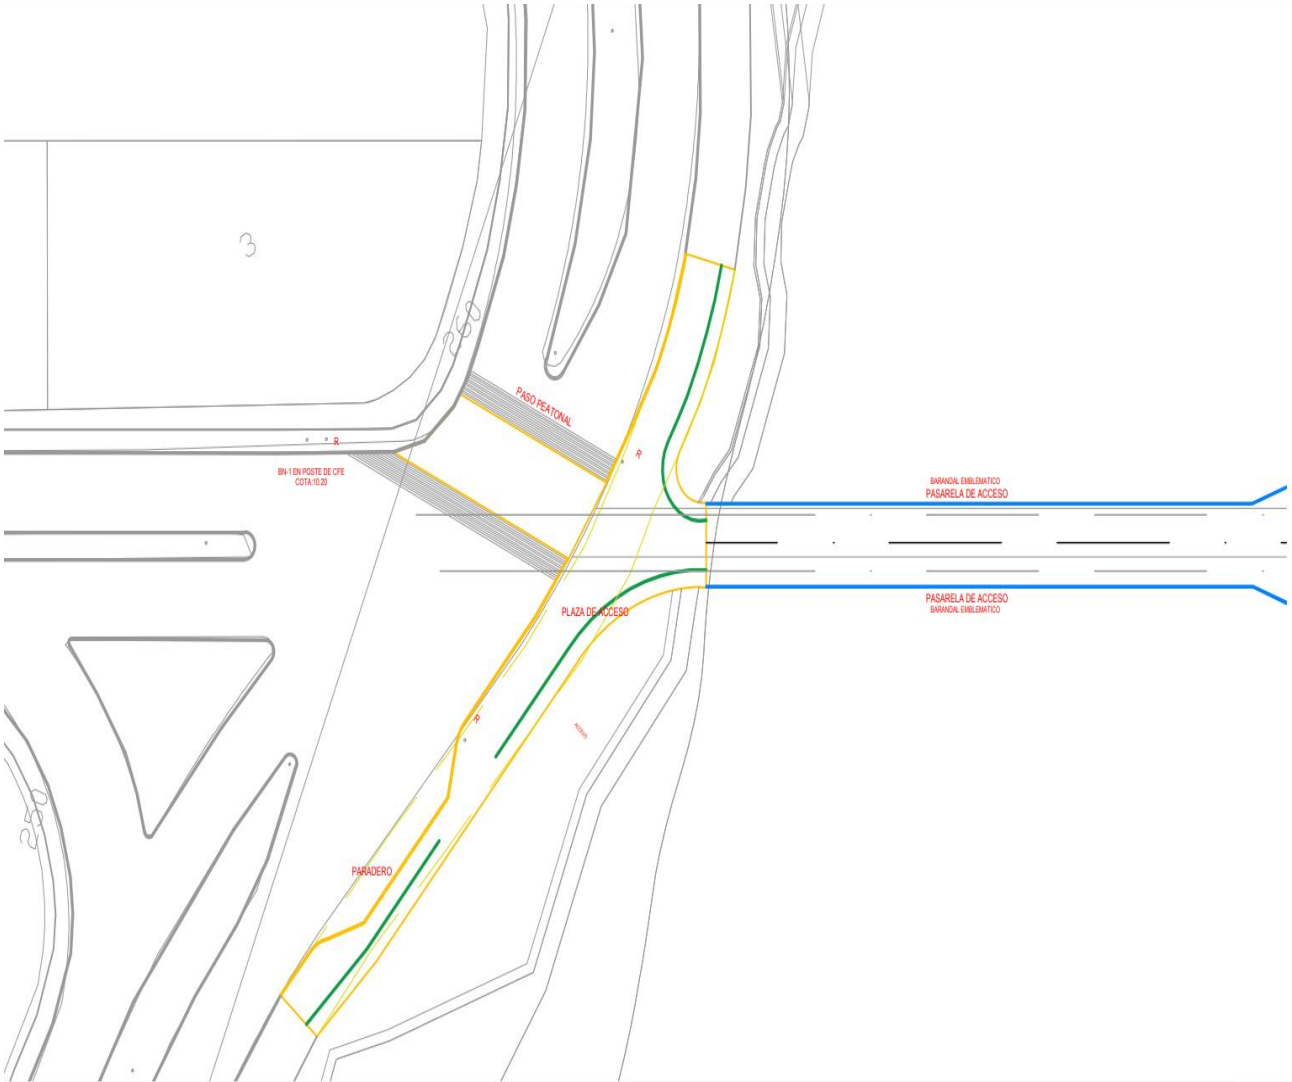 3
260
PASO PEATONAL
R
R
BN-1 EN POSTE DE CFE
COTA:10.20
BARANDAL EMBLEMATICO
PASARELA DE ACCESO
PASARELA DE ACCESO
BARANDAL EMBLEMATICO
PLAZA DE ACCESO
R
ACCESO
PARADERO